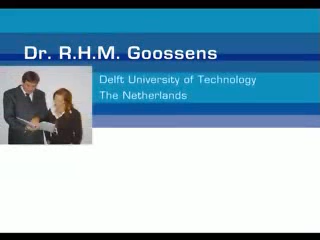 Dr. R.H.M. Goossens
Delft University of Technology
The Netherlands